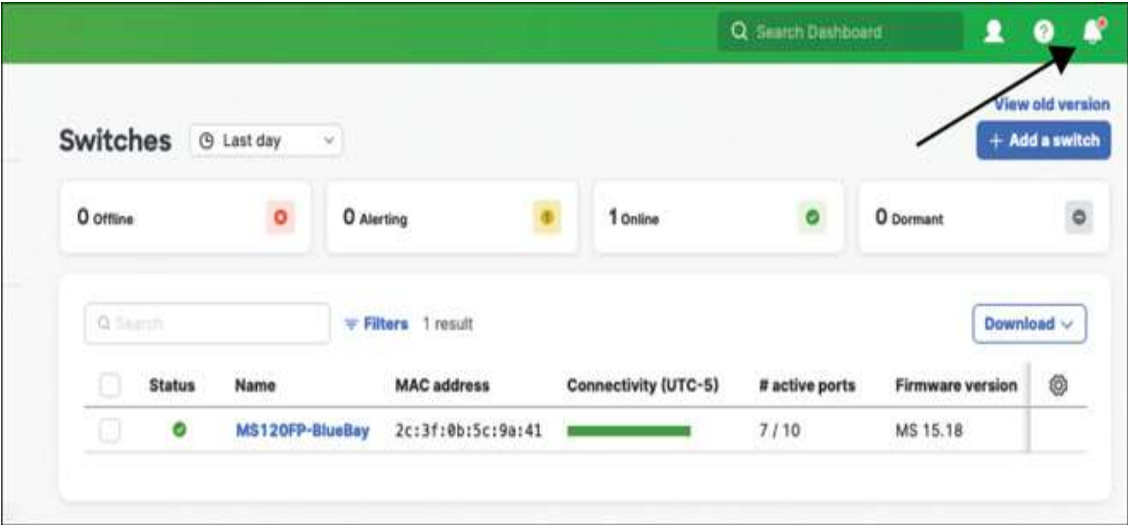 Search Dashboard ?
View old version
Switches Last day + Add a switch
0 Offline 0 Alerting 1 Online 0 Dormant
Search Filters 1 result Download
Status Name MAC address Connectivity (UTC-5) # active ports Firmware version
MS120FP-BlueBay 2c:3f:0b:5c:9a:41 7 / 10 MS 15.18